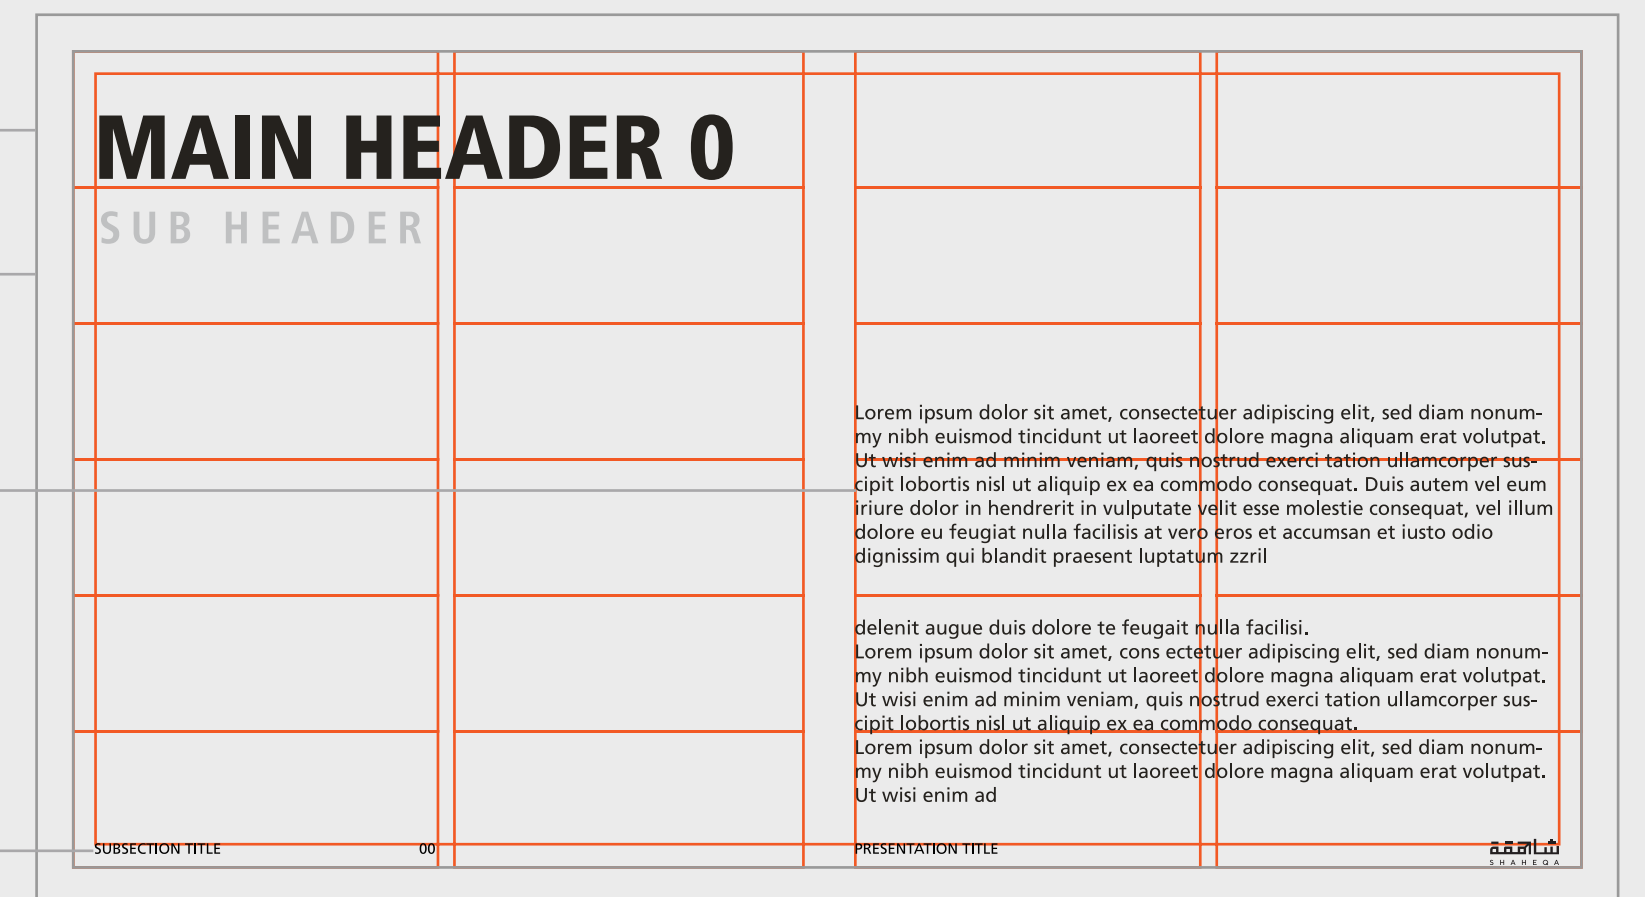 MAIN HEADER 0
SUB HEADER
Lorem ipsum dolor sit amet, consectetuer adipiscing elit, sed diam nonum-
my nibh euismod tincidunt ut laoreet dolore magna aliquam erat volutpat.
Ut wisi enim ad minim veniam, quis nostrud exerci tation ullamcorper sus-
cipit lobortis nisl ut aliquip ex ea commodo consequat. Duis autem vel eum
iriure dolor in hendrerit in vulputate velit esse molestie consequat, vel illum
dolore eu feugiat nulla facilisis at vero eros et accumsan et iusto odio
dignissim qui blandit praesent luptatum zzril
delenit augue duis dolore te feugait nulla facilisi.
Lorem ipsum dolor sit amet, cons ectetuer adipiscing elit, sed diam nonum-
my nibh euismod tincidunt ut laoreet dolore magna aliquam erat volutpat.
Ut wisi enim ad minim veniam, quis nostrud exerci tation ullamcorper sus-
cipit lobortis nisl ut aliquip ex ea commodo consequat.
Lorem ipsum dolor sit amet, consectetuer adipiscing elit, sed diam nonum-
my nibh euismod tincidunt ut laoreet dolore magna aliquam erat volutpat.
Ut wisi enim ad
SUBSECTION TITLE 00 PRESENTATION TITLE
شاهقة
SHAHEQA